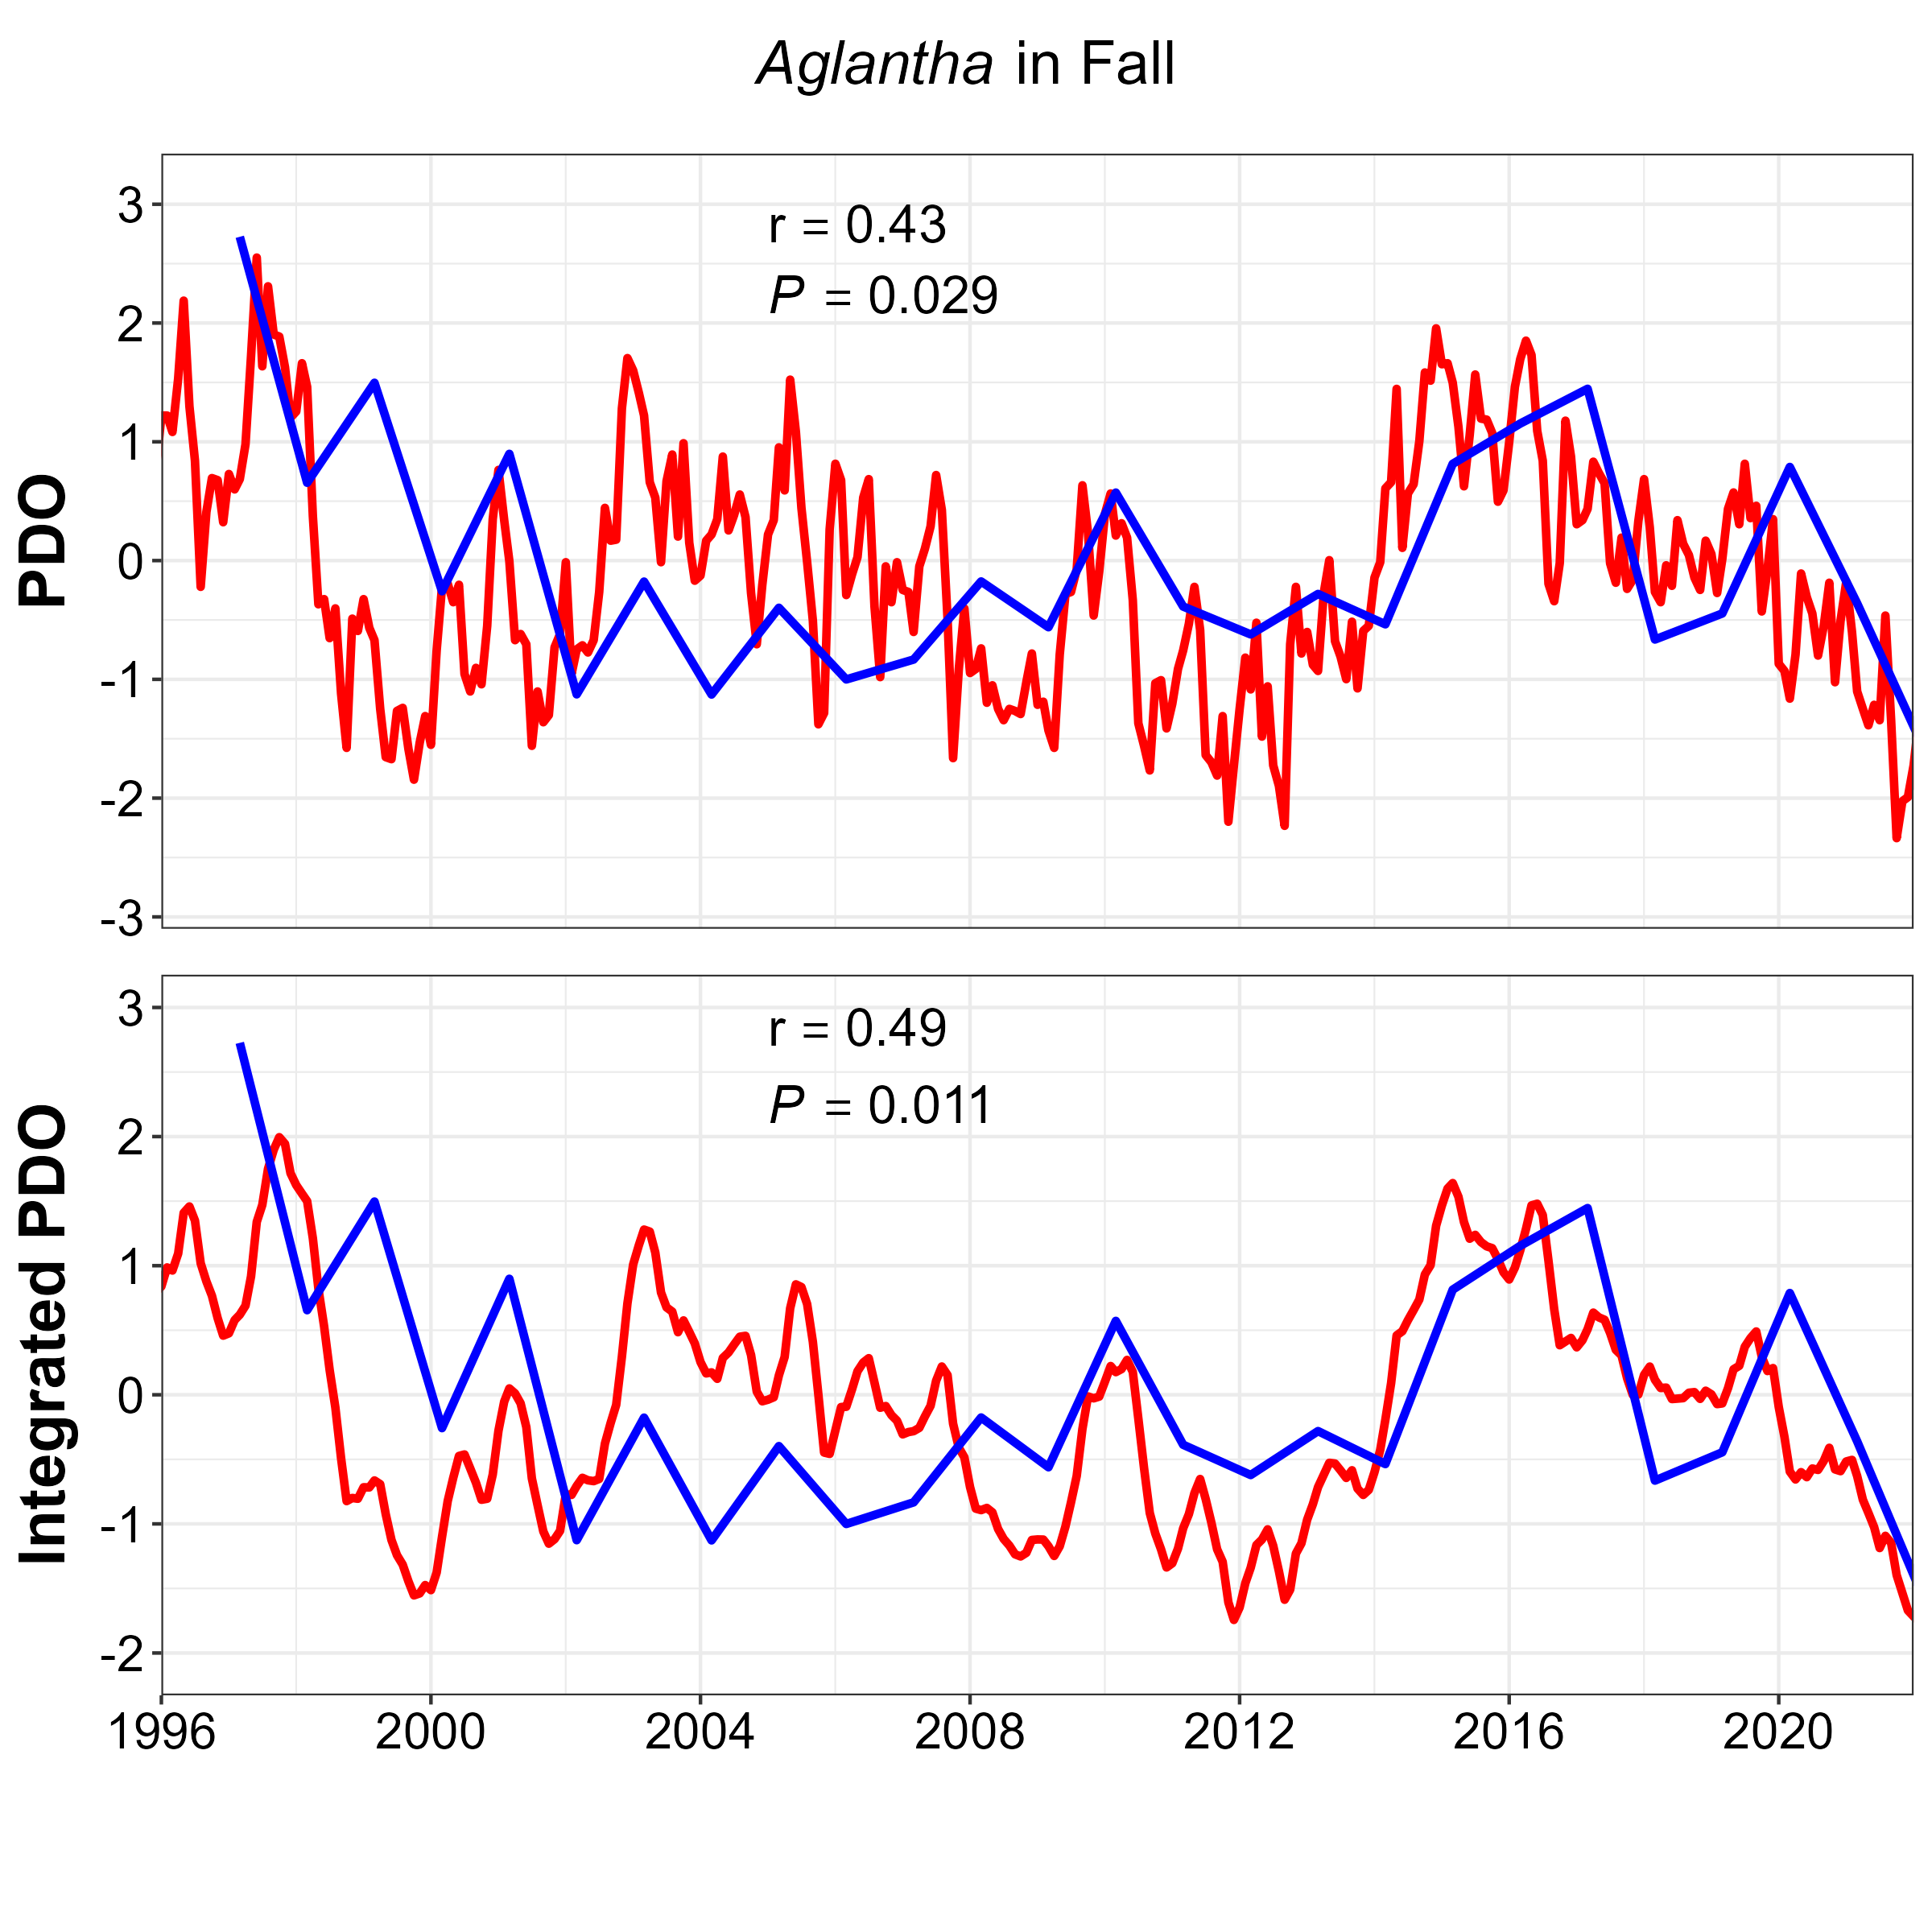 Aglantha in Fall
PDO
3
2
1
0
-1
-2
-3
r = 0.43
P = 0.029
Integrated PDO
3
2
1
0
-1
-2
r = 0.49
P = 0.011
1996 2000 2004 2008 2012 2016 2020